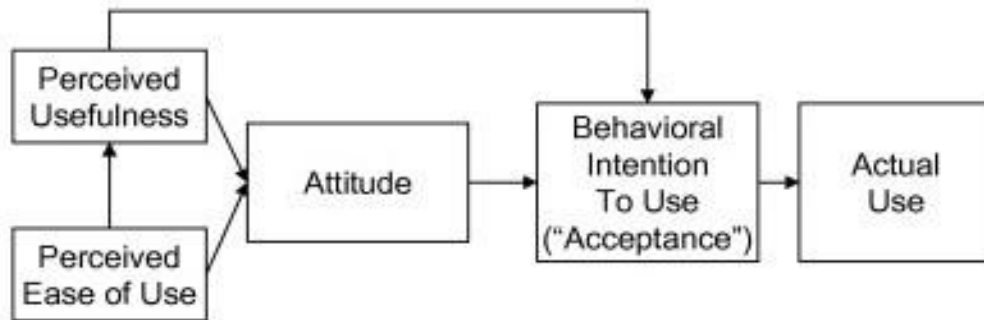 Perceived
Usefulness
Attitude
Perceived
Ease of Use
Behavioral
Intention
To Use
(“Acceptance”)
Actual
Use